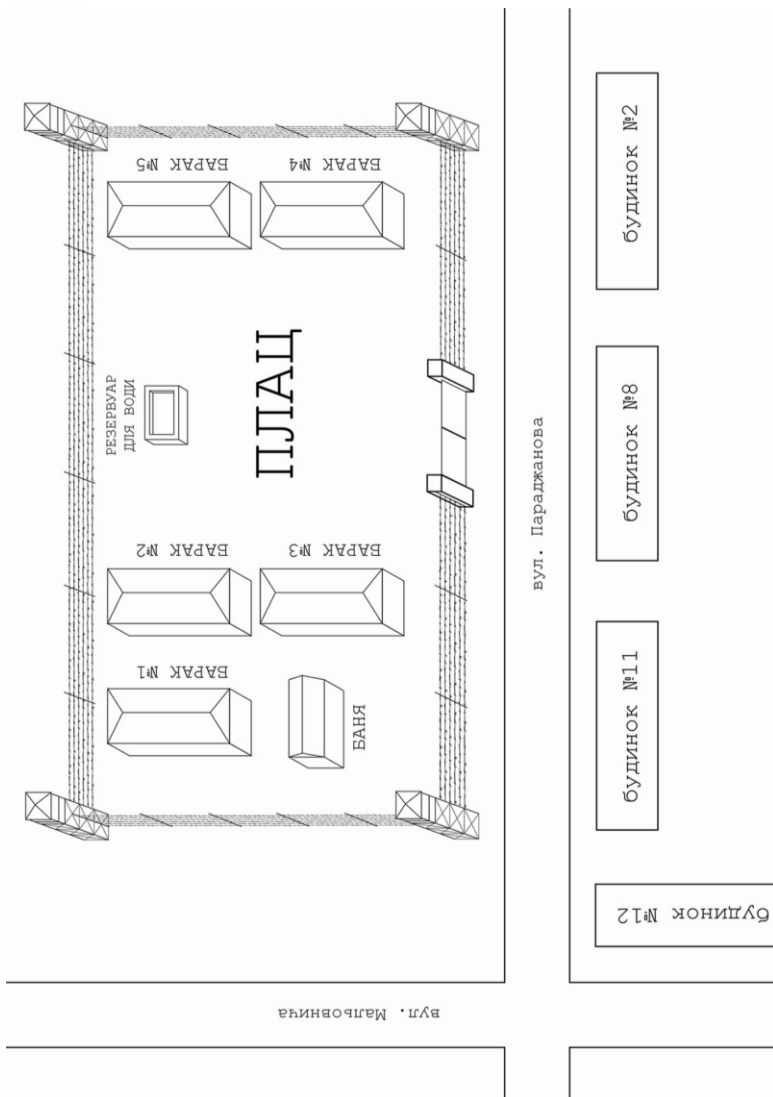 БАРАК №5
БАРАК №4
будинок №2
РЕЗЕРВУАР
ДЛЯ ВОДИ
ПЛАЦ
будинок №8
вул. Параджанова
БАРАК №2
БАРАК №3
БАРАК №1
БАНЯ
будинок №11
будинок №12
вул. Мальовнича